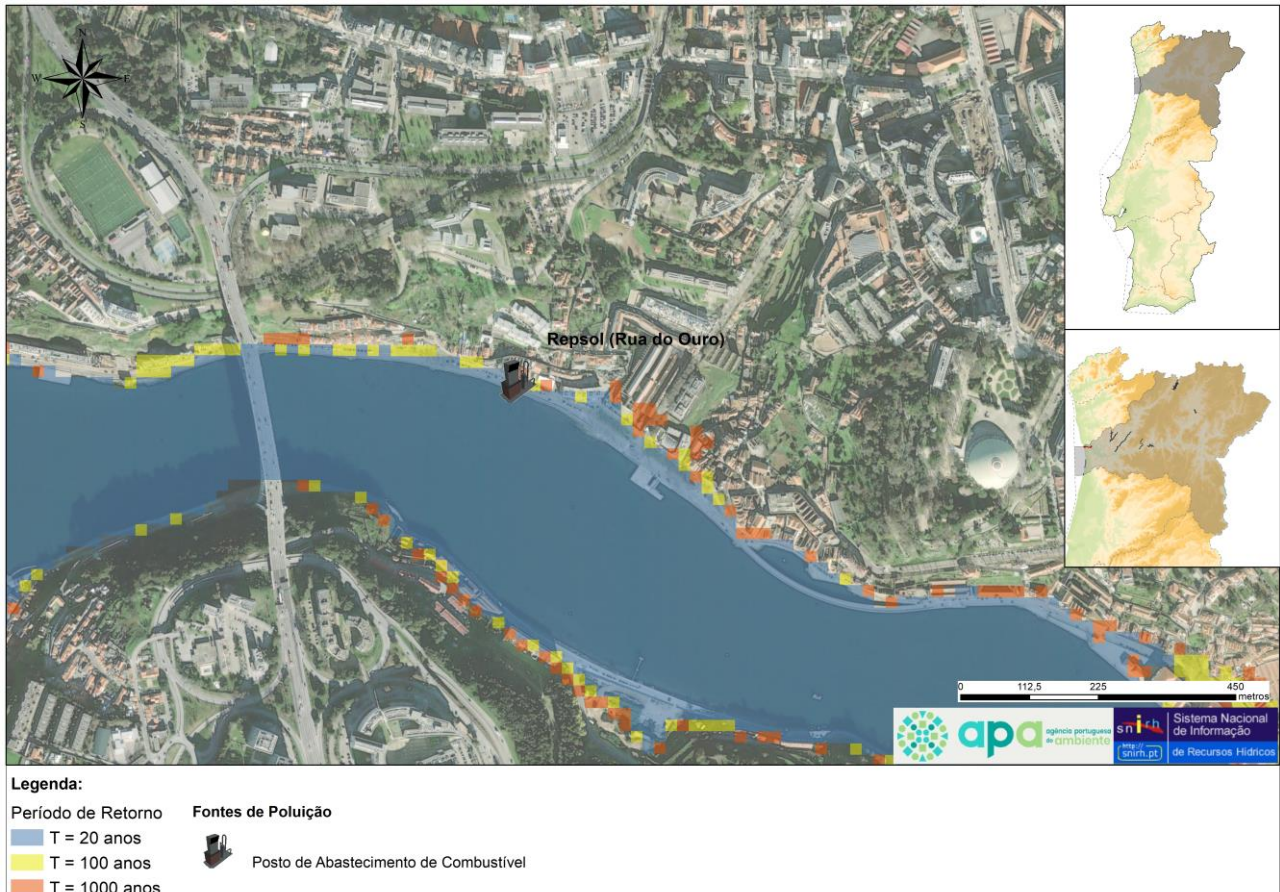 N
W E
S
Repsol (Rua do Ouro)
0 112,5 225 450
metros
apa agência portuguesa
do ambiente
snirh Sistema Nacional
de Informação
http://
snirh.pt de Recursos Hídricos
Legenda:
Período de Retorno Fontes de Poluição
T = 20 anos
T = 100 anos Posto de Abastecimento de Combustível
T = 1000 anos